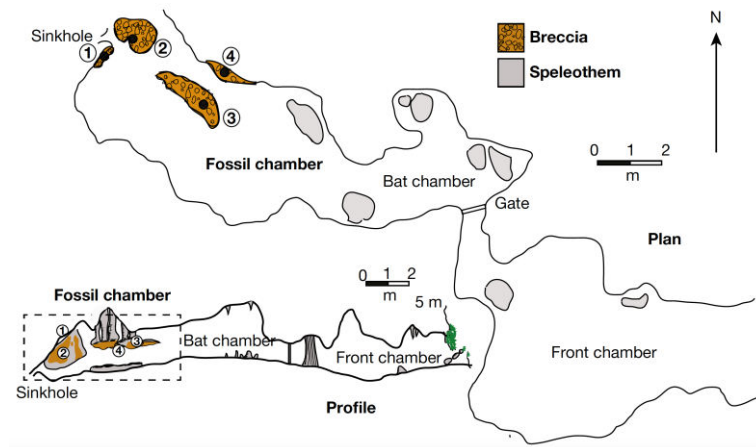 Sinkhole
1
2
4
3
Breccia
Speleothem
N
Fossil chamber
Bat chamber
Gate
0 1 2
m
Plan
0 1 2
m
5 m
Fossil chamber
1
2
4
3
Bat chamber
Front chamber
Front chamber
Sinkhole
Profile